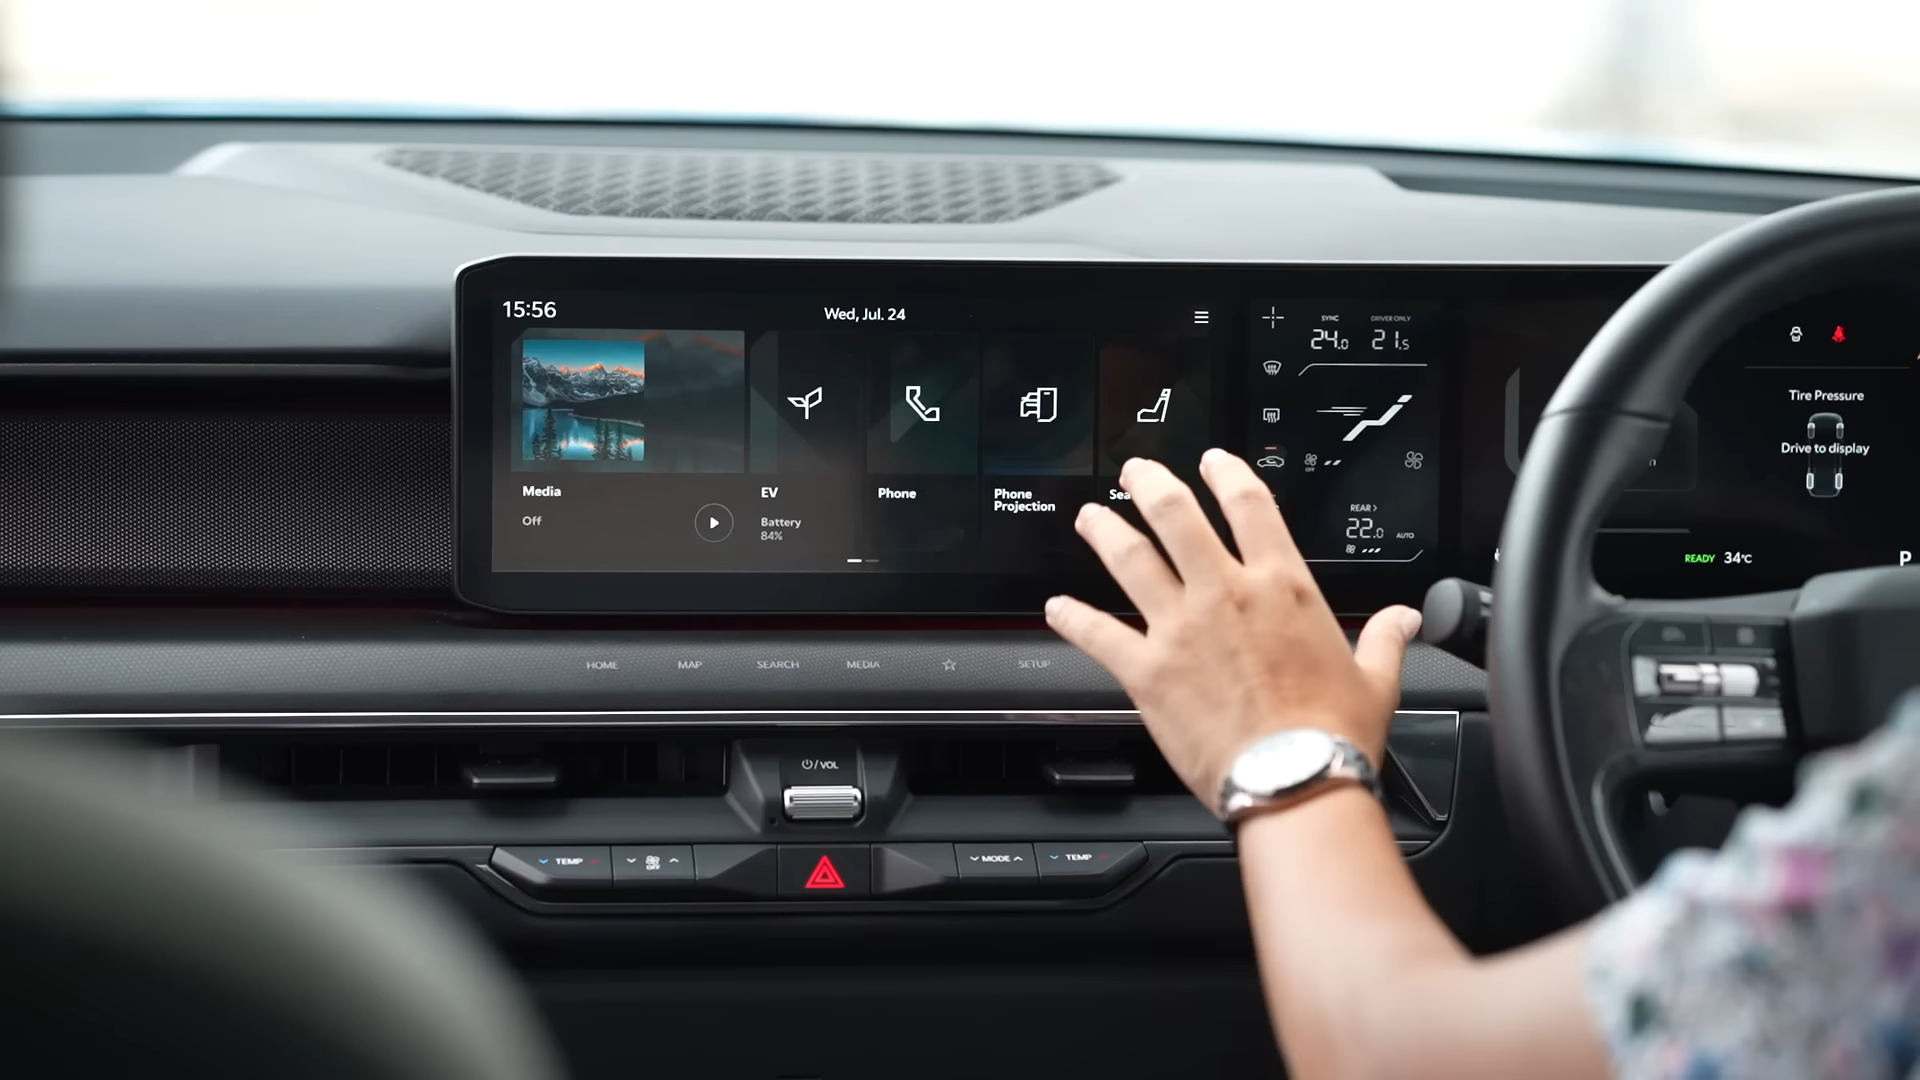 15:56
Wed, Jul. 24
Media
Off
EV
Battery
84%
Phone
Phone
Projection
Sea
SYNC
24.0
DRIVER ONLY
21.5
OFF
REAR >
22.0
AUTO
Tire Pressure
Drive to display
READY 34°C
P
HOME
MAP
SEARCH
MEDIA
SETUP
/ VOL
TEMP
OFF
MODE
TEMP